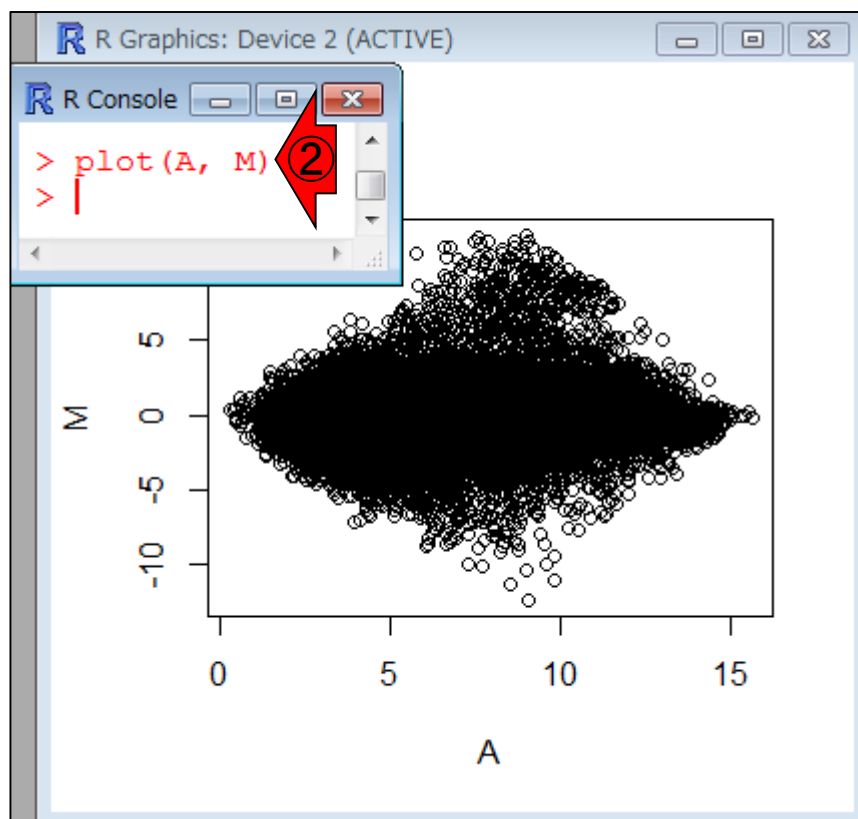 R Graphics: Device 2 (ACTIVE)
R Console
> plot(A, M)
②
>
5
0
-5
-10
M
0 5 10 15
A